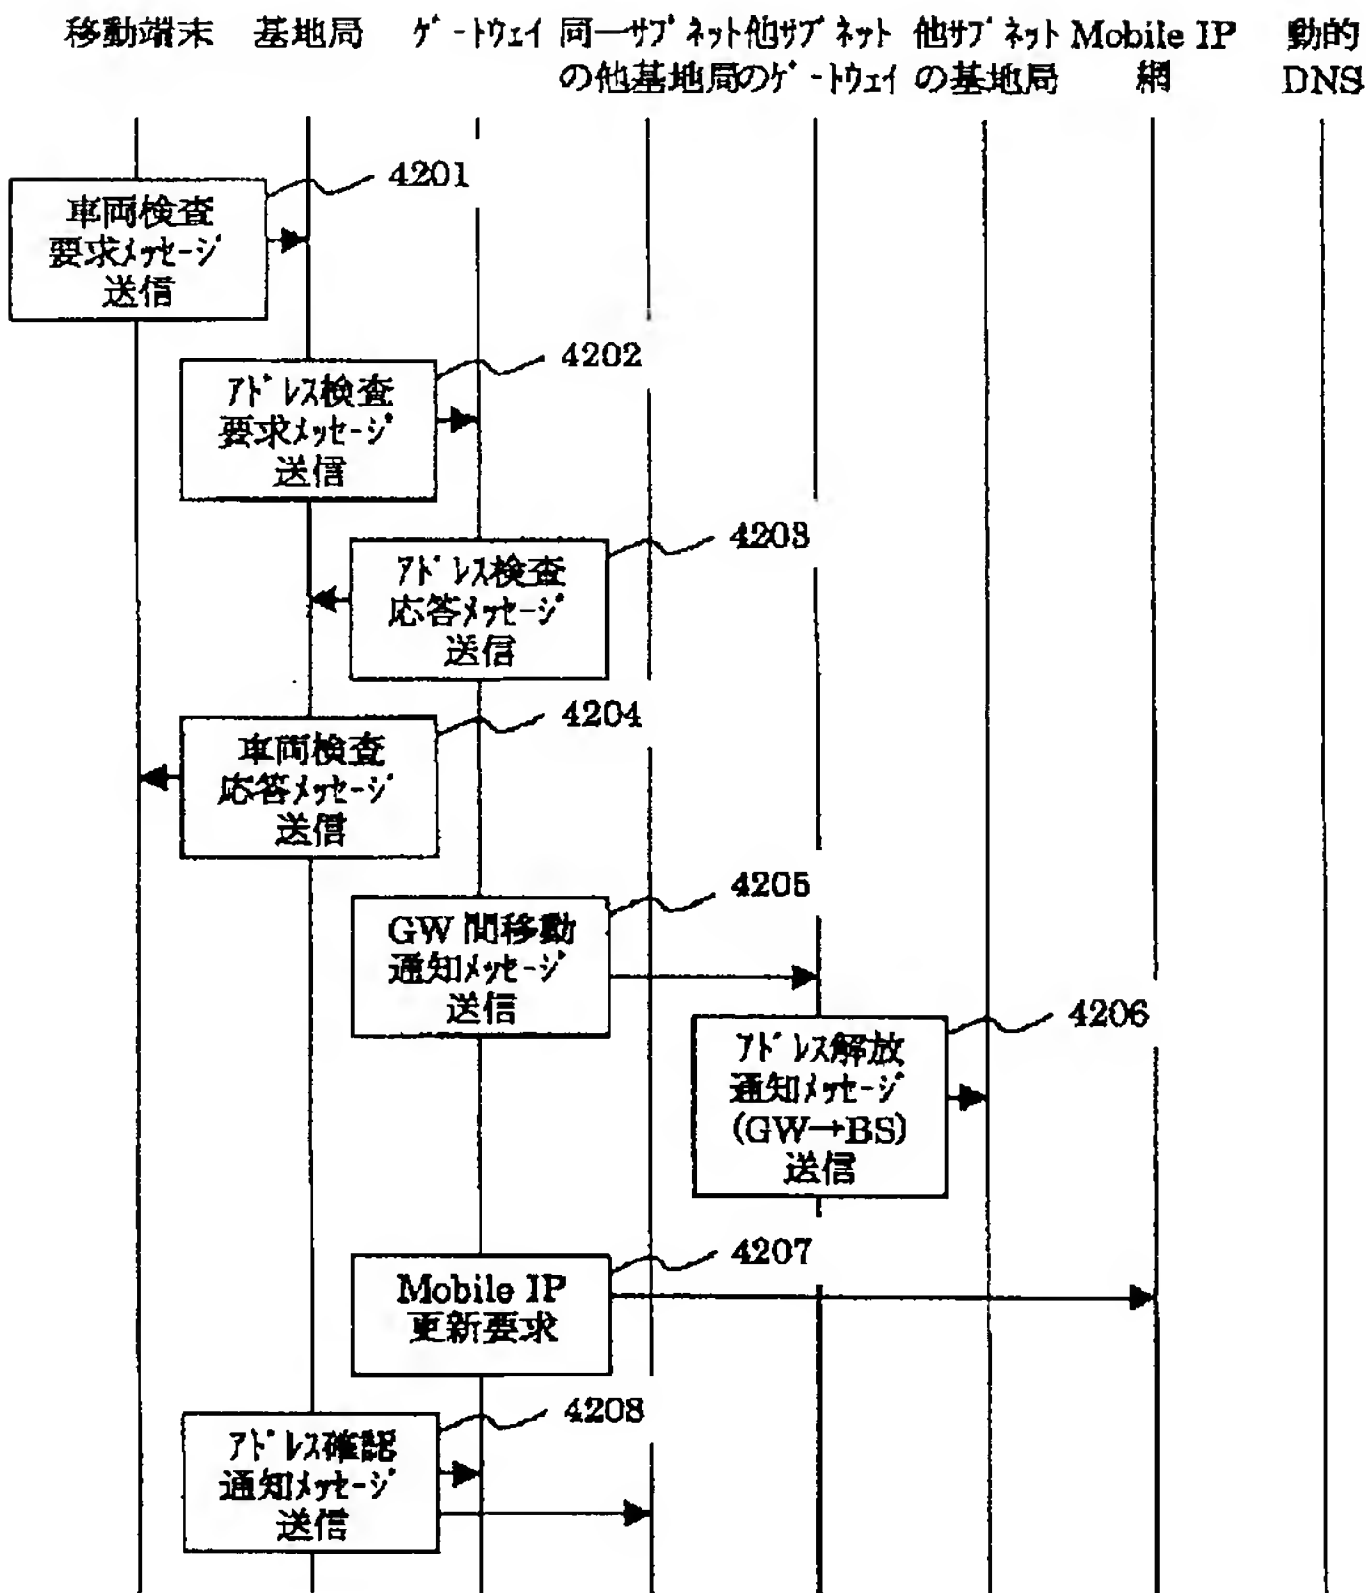 移動端末
基地局
ゲートウェイ
同一サブネット
の他基地局
他サブネット
のゲートウェイ
他サブネット
の基地局
Mobile IP
網
動的
DNS
4201
車両検査
要求メッセージ
送信
4202
アドレス検査
要求メッセージ
送信
4203
アドレス検査
応答メッセージ
送信
4204
車両検査
応答メッセージ
送信
4205
GW 間移動
通知メッセージ
送信
4206
アドレス解放
通知メッセージ
(GW→BS)
送信
4207
Mobile IP
更新要求
4208
アドレス確認
通知メッセージ
送信